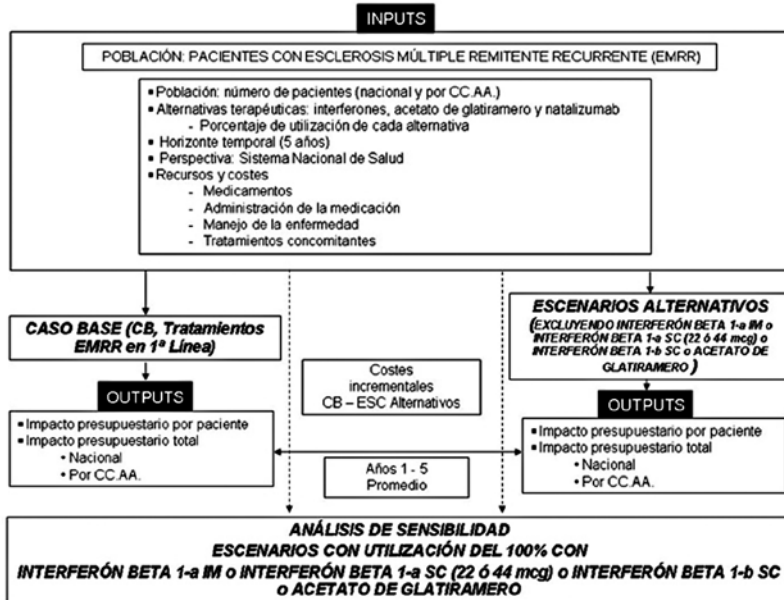 INPUTS
POBLACIÓN: PACIENTES CON ESCLEROSIS MÚLTIPLE REMITENTE RECURRENTE (EMRR)
▪ Población: número de pacientes (nacional y por CC.AA.)
▪ Alternativas terapéuticas: interferones, acetato de glatiramero y natalizumab
- Porcentaje de utilización de cada alternativa
▪ Horizonte temporal (5 años)
▪ Perspectiva: Sistema Nacional de Salud
▪ Recursos y costes
- Medicamentos
- Administración de la medicación
- Manejo de la enfermedad
- Tratamientos concomitantes
CASO BASE (CB, Tratamientos
EMRR en 1ª Línea)
OUTPUTS
▪ Impacto presupuestario por paciente
▪ Impacto presupuestario total
• Nacional
• Por CC.AA.
Costes
incrementales
CB – ESC Alternativos
Años 1 - 5
Promedio
ESCENARIOS ALTERNATIVOS
(EXCLUYENDO INTERFERÓN BETA 1-a IM o
INTERFERÓN BETA 1-a SC (22 ó 44 mcg) o
INTERFERÓN BETA 1-b SC o ACETATO DE
GLATIRAMERO )
OUTPUTS
▪ Impacto presupuestario por paciente
▪ Impacto presupuestario total
• Nacional
• Por CC.AA.
ANÁLISIS DE SENSIBILIDAD
ESCENARIOS CON UTILIZACIÓN DEL 100% CON
INTERFERÓN BETA 1-a IM o INTERFERÓN BETA 1-a SC (22 ó 44 mcg) o INTERFERÓN BETA 1-b SC
o ACETATO DE GLATIRAMERO